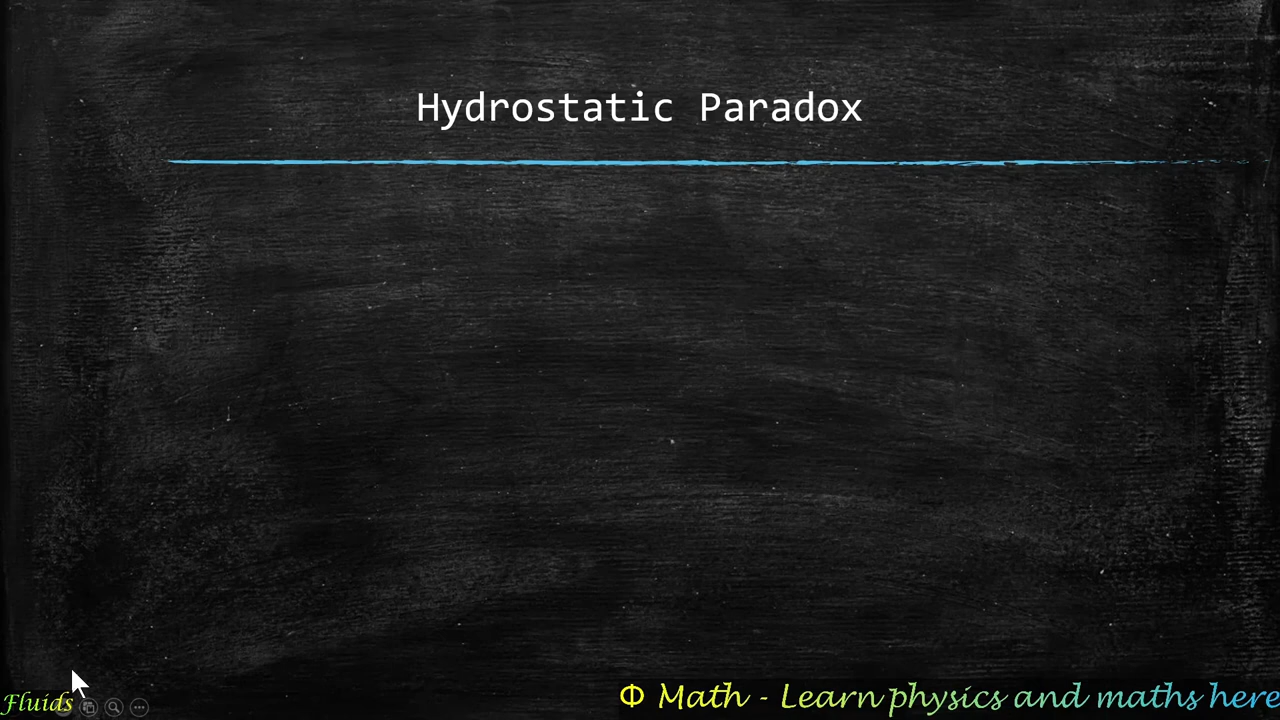 Hydrostatic Paradox
Fluids
Φ Math - Learn physics and maths here